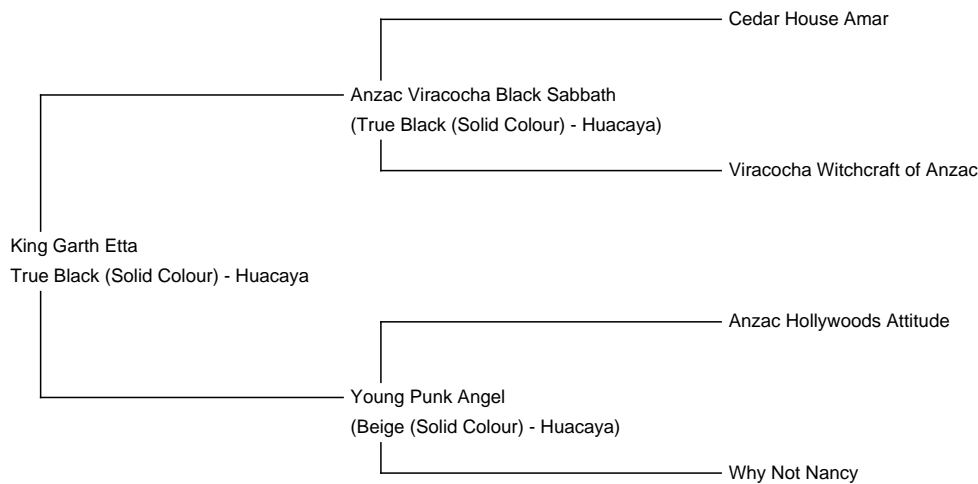 Cedar House Amar
Anzac Viracocha Black Sabbath
(True Black (Solid Colour) - Huacaya)
Viracocha Witchcraft of Anzac
King Garth Etta
True Black (Solid Colour) - Huacaya
Anzac Hollywoods Attitude
Young Punk Angel
(Beige (Solid Colour) - Huacaya)
Why Not Nancy